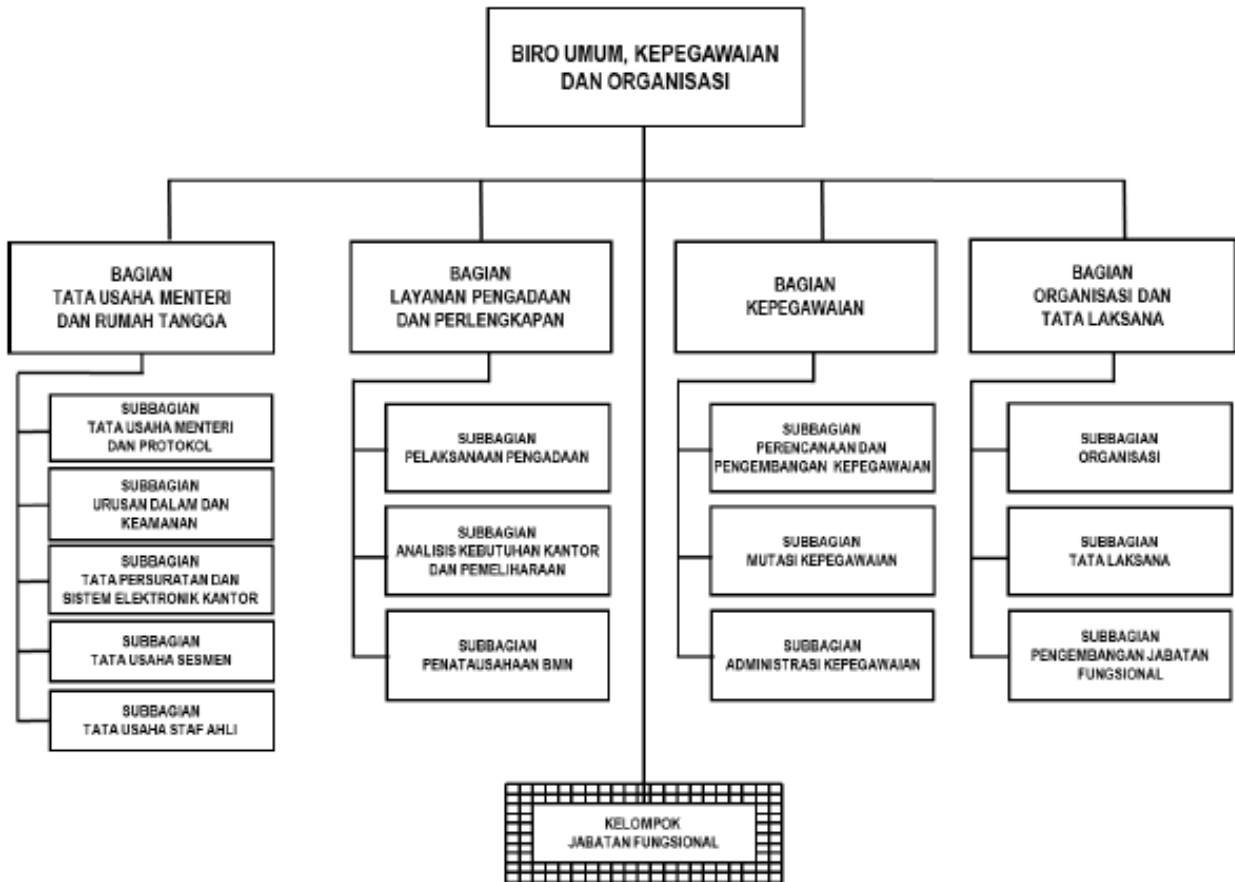 BIRO UMUM, KEPEGAWAIAN
DAN ORGANISASI
BAGIAN
TATA USAHA MENTERI
DAN RUMAH TANGGA
SUBBAGIAN
TATA USAHA MENTERI
DAN PROTOKOL
SUBBAGIAN
URUSAN DALAM DAN
KEAMANAN
SUBBAGIAN
TATA PERSURATAN DAN
SISTEM ELEKTRONIK KANTOR
SUBBAGIAN
TATA USAHA SESMEN
SUBBAGIAN
TATA USAHA STAF AHLI
BAGIAN
LAYANAN PENGADAAN
DAN PERLENGKAPAN
SUBBAGIAN
PELAKSANAAN PENGADAAN
SUBBAGIAN
ANALISIS KEBUTUHAN KANTOR
DAN PEMELIHARAAN
SUBBAGIAN
PENATAUSAHAAN BMN
BAGIAN
KEPEGAWAIAN
SUBBAGIAN
PERENCANAAN DAN
PENGEMBANGAN KEPEGAWAIAN
SUBBAGIAN
MUTASI KEPEGAWAIAN
SUBBAGIAN
ADMINISTRASI KEPEGAWAIAN
BAGIAN
ORGANISASI DAN
TATA LAKSANA
SUBBAGIAN
ORGANISASI
SUBBAGIAN
TATA LAKSANA
SUBBAGIAN
PENGEMBANGAN JABATAN
FUNGSIONAL
KELOMPOK
JABATAN FUNGSIONAL